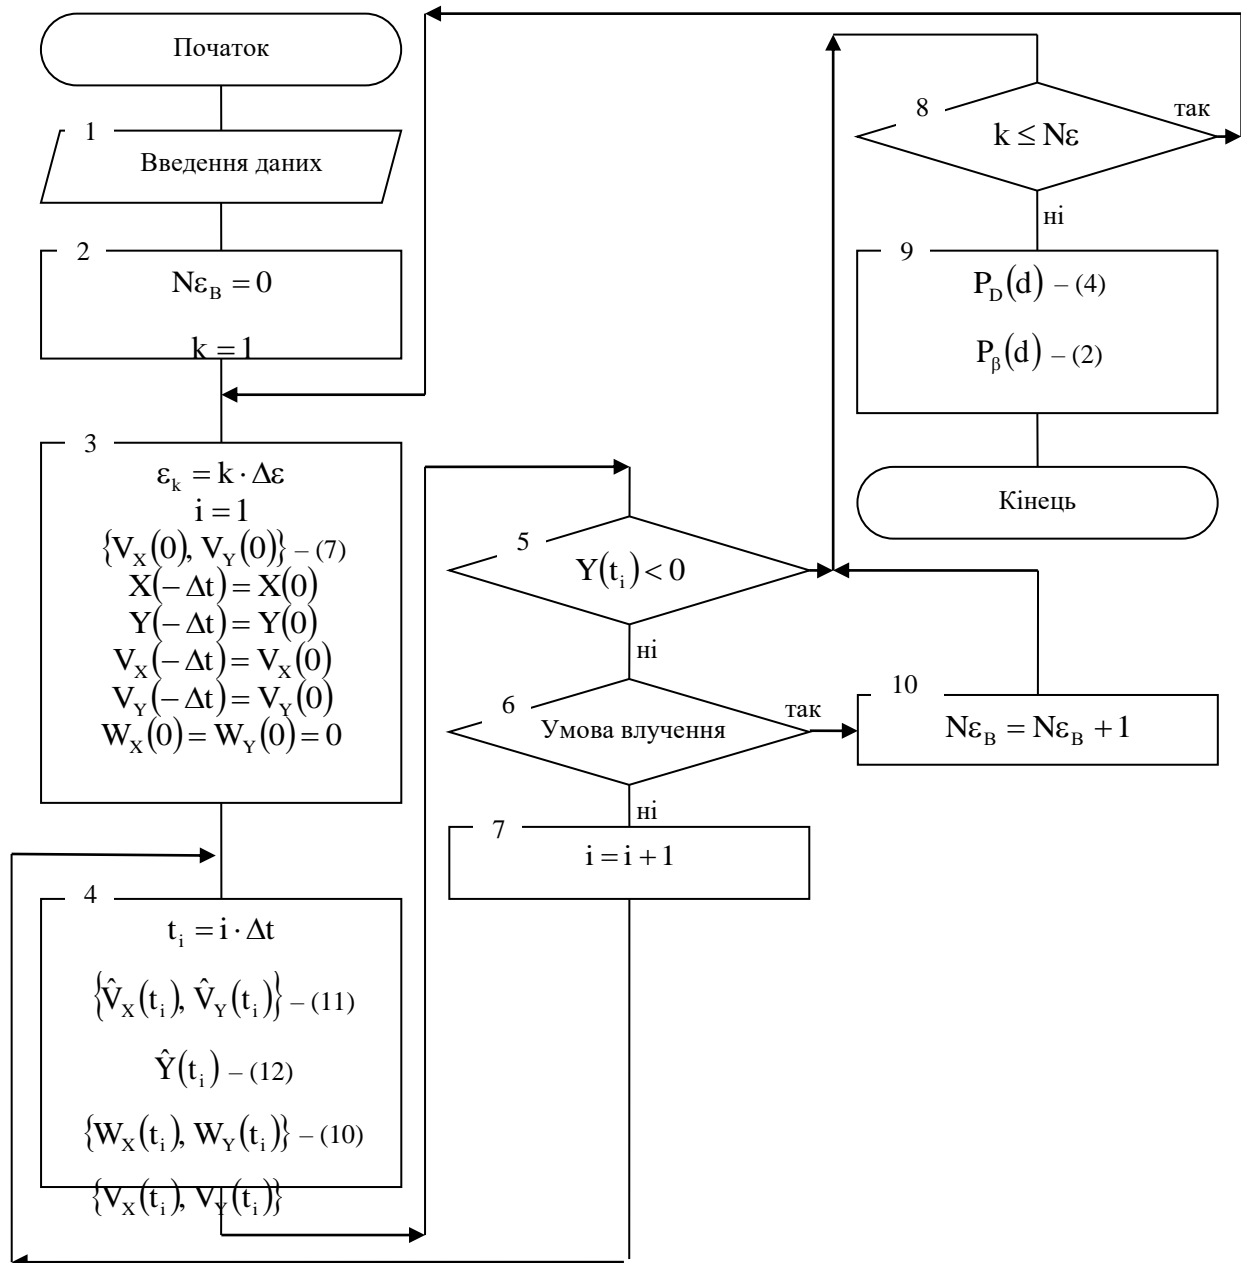 Початок
1
Введення даних
2
Nε_B = 0
k = 1
3
ε_k = k · Δε
i = 1
{V_X(0), V_Y(0)} – (7)
X(− Δt) = X(0)
Y(− Δt) = Y(0)
V_X(− Δt) = V_X(0)
V_Y(− Δt) = V_Y(0)
W_X(0) = W_Y(0) = 0
4
t_i = i · Δt
{V̂_X(t_i), V̂_Y(t_i)} – (11)
Ŷ(t_i) – (12)
{W_X(t_i), W_Y(t_i)} – (10)
{V_X(t_i), V_Y(t_i)}
5
Y(t_i) < 0
ні
6
Умова влучення
так
ні
7
i = i + 1
8
k ≤ Nε
так
ні
9
P_D(d) – (4)
P_β(d) – (2)
Кінець
10
Nε_B = Nε_B + 1